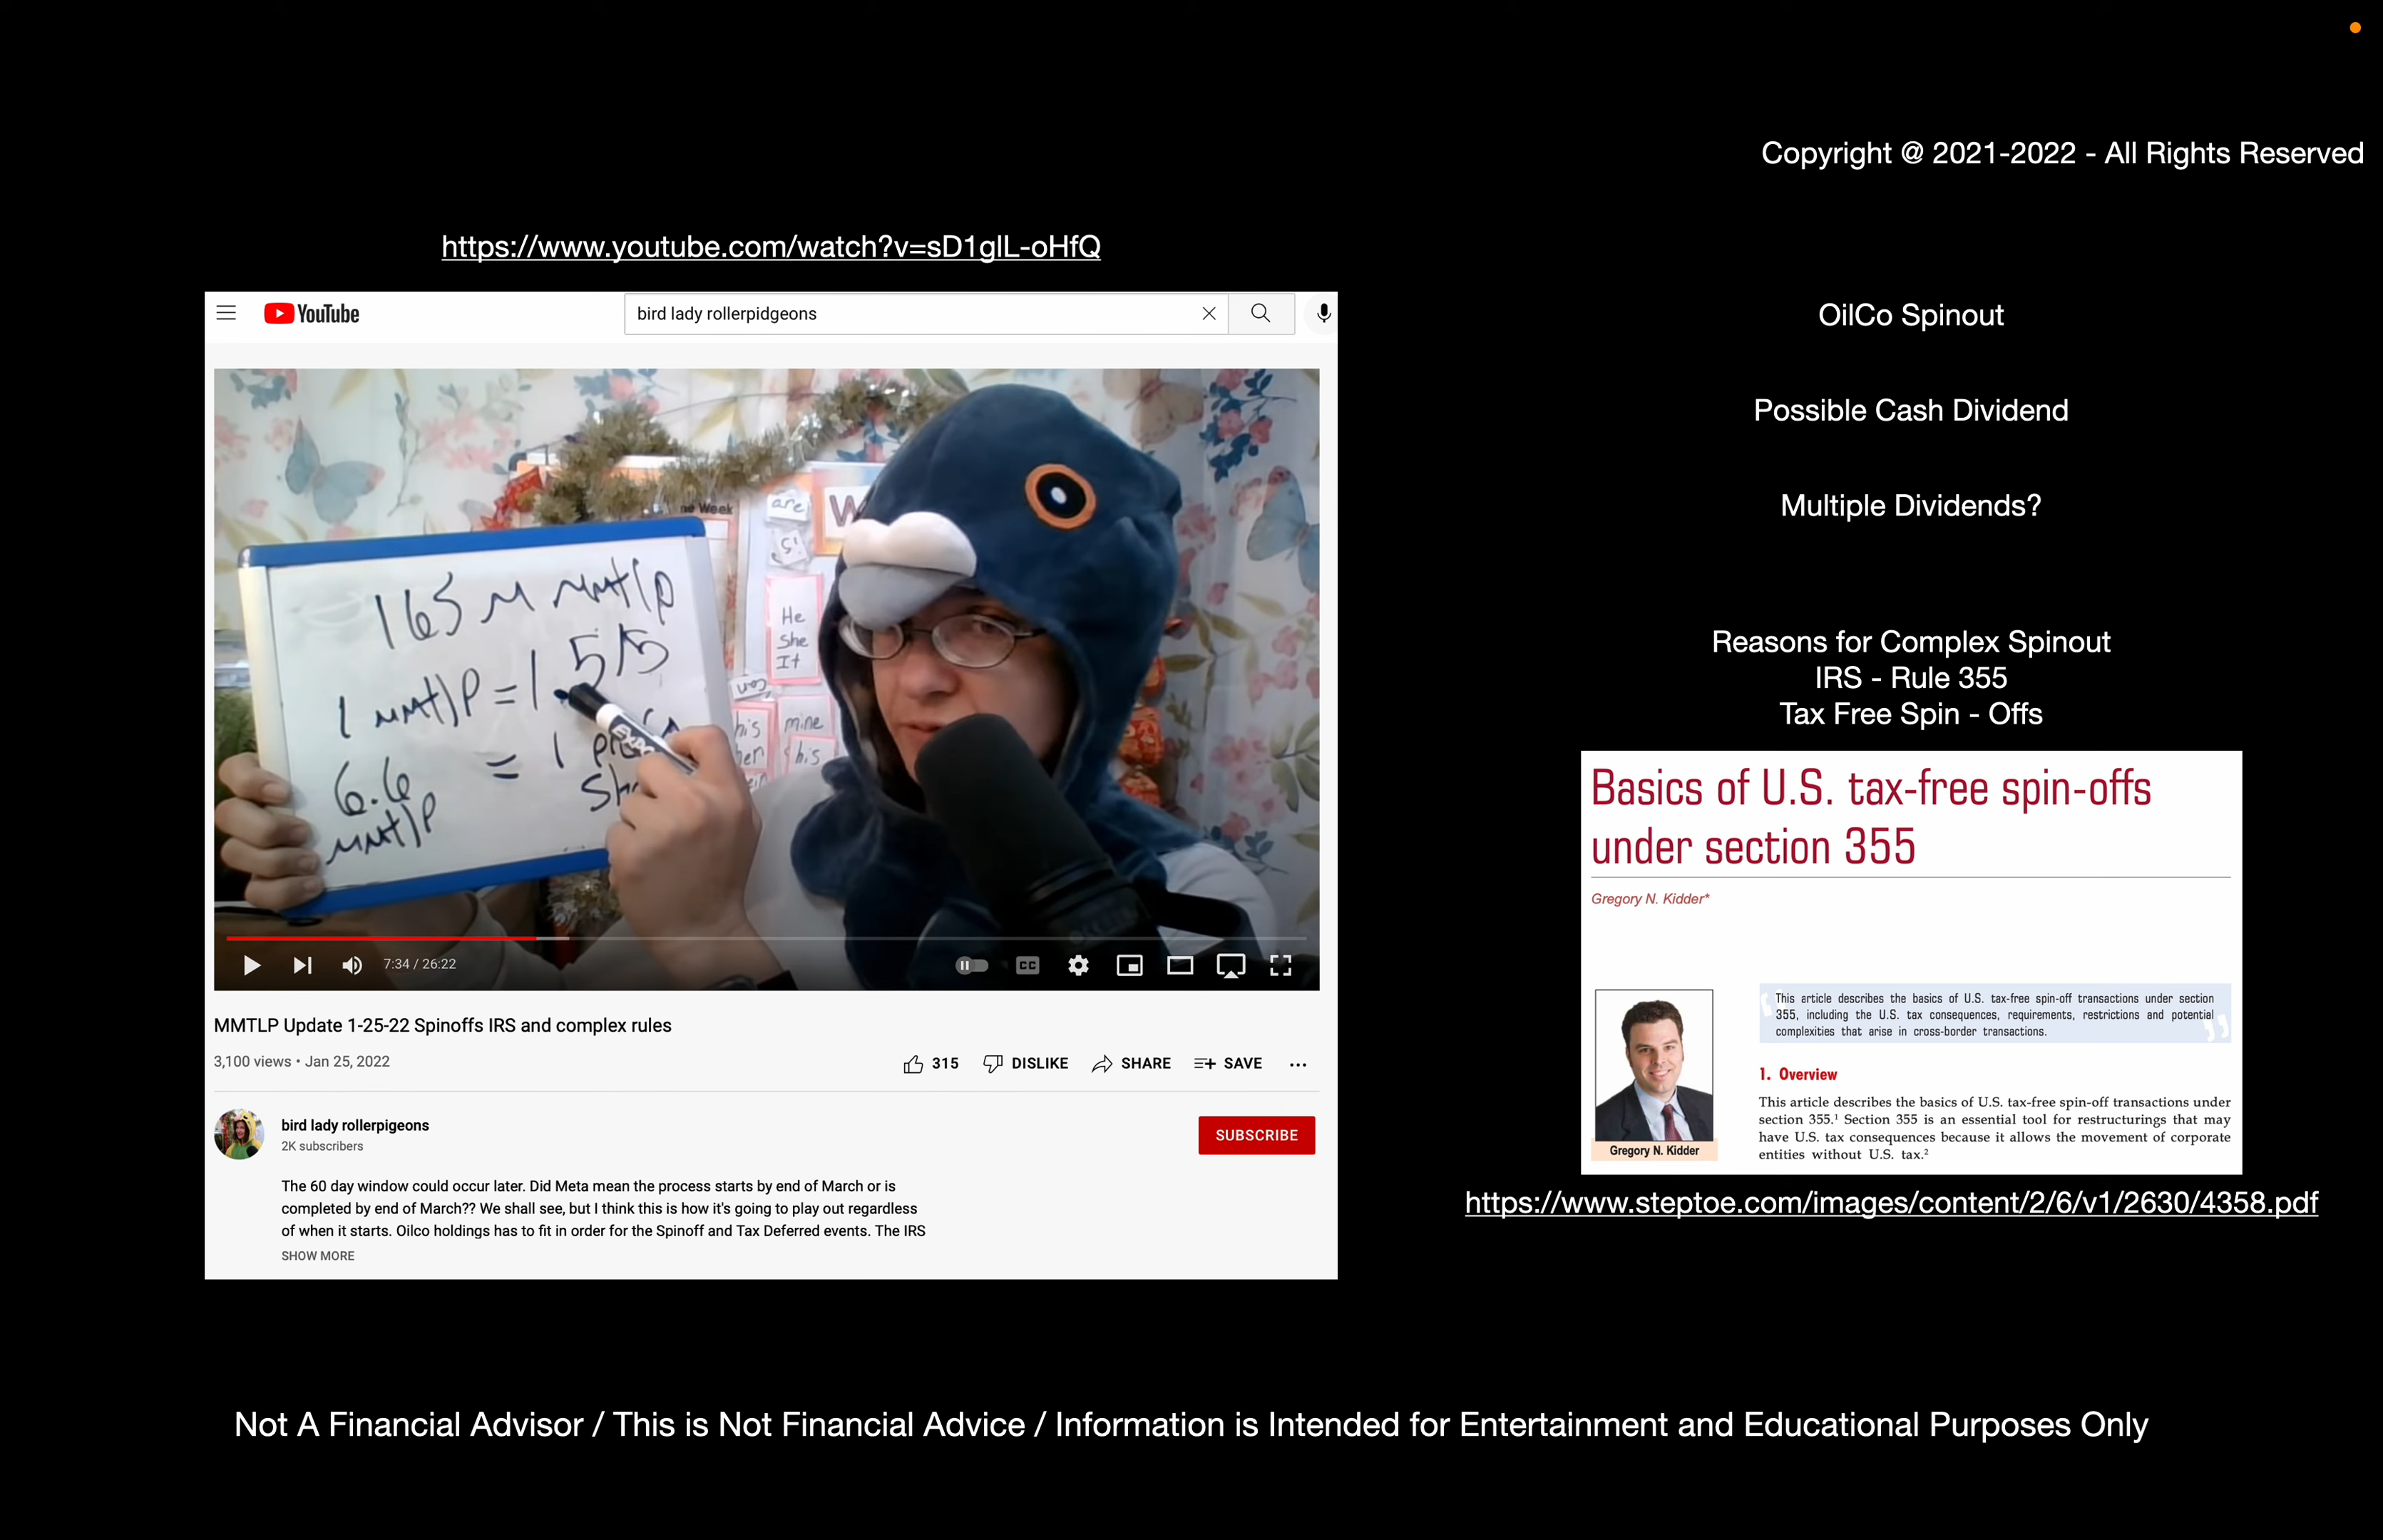 Copyright @ 2021-2022 - All Rights Reserved
https://www.youtube.com/watch?v=sD1glL-oHfQ
YouTube
bird lady rollerpidgeons
ne Week
are
W
is!
He
She
It
his
mine
her
his
165 M MMtlp
1 MMtlP = 1.
6.6 = 1
MMtlP
Sh
7:34 / 26:22
CC
MMTLP Update 1-25-22 Spinoffs IRS and complex rules
3,100 views • Jan 25, 2022
315
DISLIKE
SHARE
SAVE
bird lady rollerpigeons
2K subscribers
SUBSCRIBE
The 60 day window could occur later. Did Meta mean the process starts by end of March or is
completed by end of March?? We shall see, but I think this is how it's going to play out regardless
of when it starts. Oilco holdings has to fit in order for the Spinoff and Tax Deferred events. The IRS
SHOW MORE
OilCo Spinout
Possible Cash Dividend
Multiple Dividends?
Reasons for Complex Spinout
IRS - Rule 355
Tax Free Spin - Offs
Basics of U.S. tax-free spin-offs
under section 355
Gregory N. Kidder*
This article describes the basics of U.S. tax-free spin-off transactions under section
355, including the U.S. tax consequences, requirements, restrictions and potential
complexities that arise in cross-border transactions.
1. Overview
This article describes the basics of U.S. tax-free spin-off transactions under
section 355.¹ Section 355 is an essential tool for restructurings that may
have U.S. tax consequences because it allows the movement of corporate
entities without U.S. tax.²
Gregory N. Kidder
https://www.steptoe.com/images/content/2/6/v1/2630/4358.pdf
Not A Financial Advisor / This is Not Financial Advice / Information is Intended for Entertainment and Educational Purposes Only